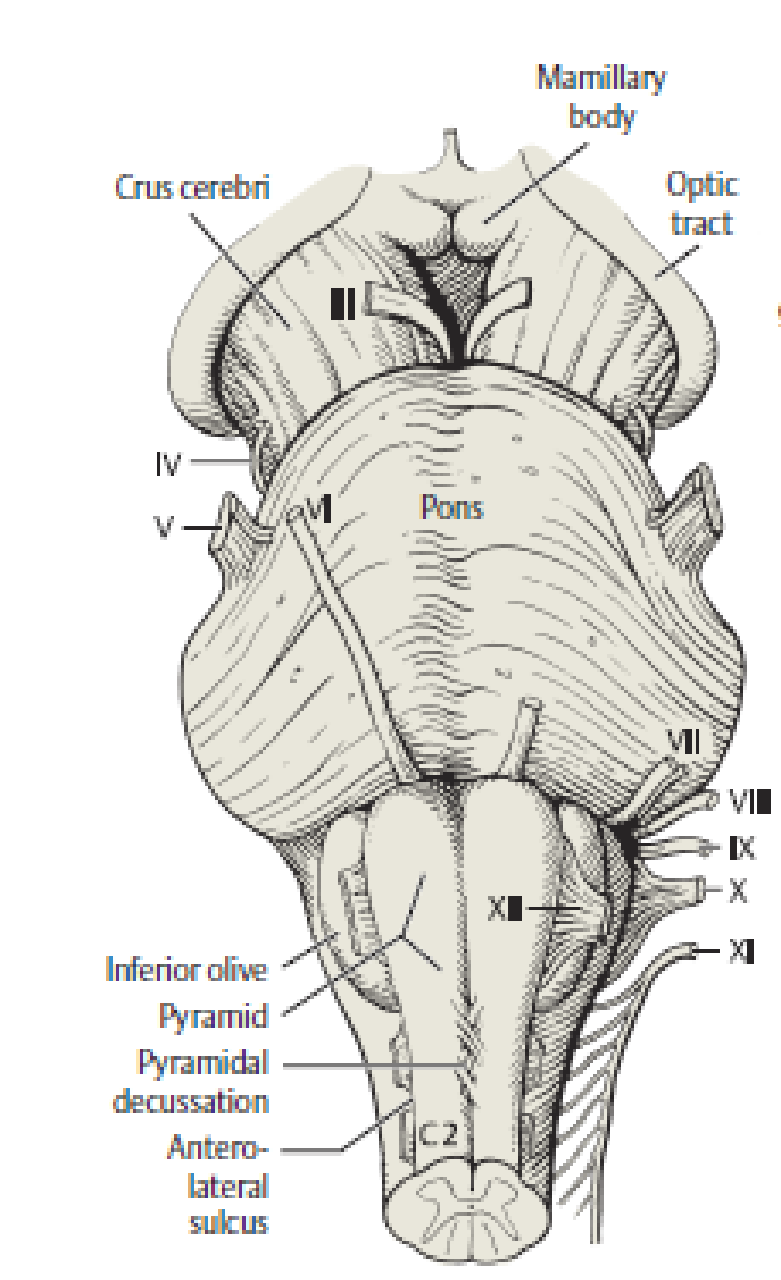 Mamillary
body
Crus cerebri
Optic
tract
III
IV
V
VI
Pons
VII
VIII
IX
X
XII
XI
Inferior olive
Pyramid
Pyramidal
decussation
Antero-
lateral
sulcus
C2